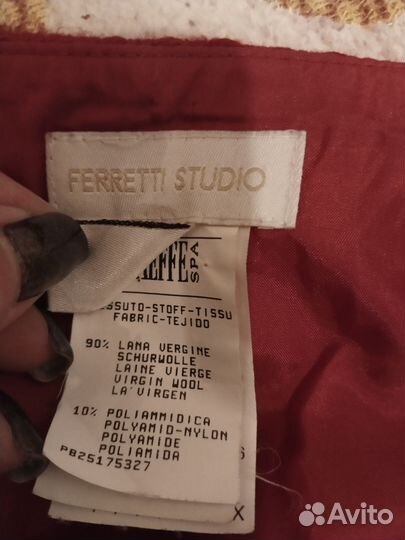 FERRETTI STUDIO
AEFFE
SPA
TESSUTO-STOFF-TISSU
FABRIC-TEJIDO
90% LANA VERGINE
SCHURWOLLE
LAINE VIERGE
VIRGIN WOOL
LA'VIRGEN
10% POLIAMMIDICA
POLYAMID-NYLON
POLYAMIDE
POLIAMIDA
PB25175327
Avito